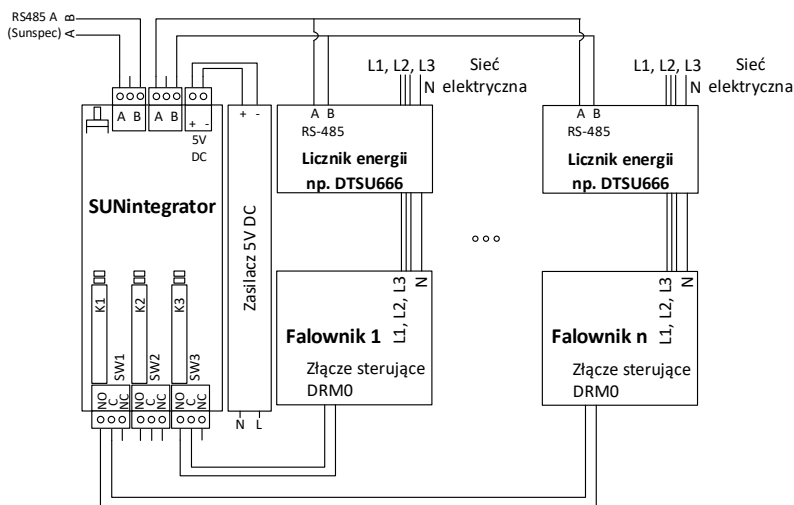 RS485 A B
(Sunspec) A
A B
A B
+ -
5V
DC
SUNintegrator
K1
K2
K3
SW1
SW2
SW3
NO C NC
NO C NC
NO C NC
+ -
Zasilacz 5V DC
N L
L1, L2, L3
N
Sieć
elektryczna
A B
RS-485
Licznik energii
np. DTSU666
L1, L2, L3
N
Falownik 1
Złącze sterujące
DRM0
L1, L2, L3
N
Sieć
elektryczna
A B
RS-485
Licznik energii
np. DTSU666
L1, L2, L3
N
Falownik n
Złącze sterujące
DRM0